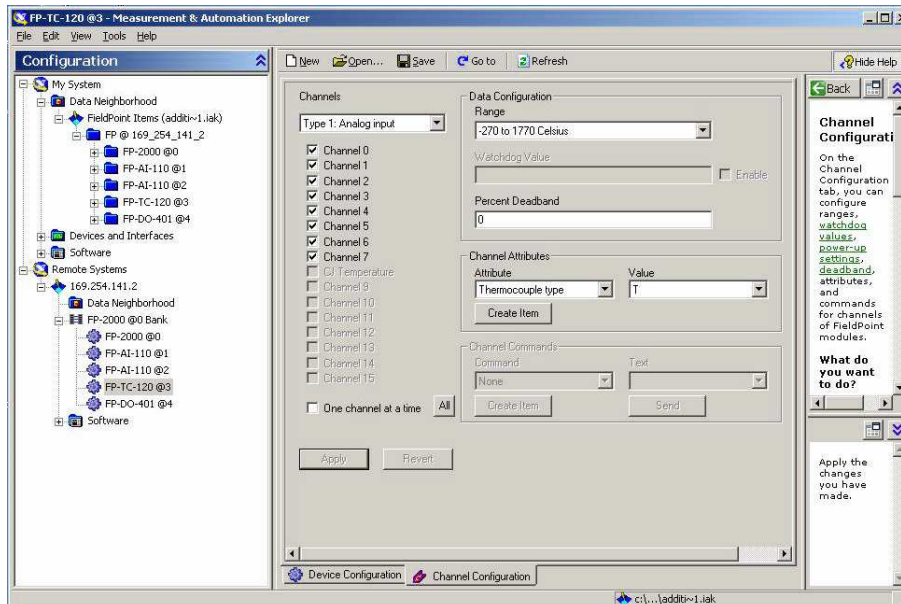 FP-TC-120 @3 - Measurement & Automation Explorer
File Edit View Tools Help
Configuration
New Open... Save Go to Refresh Hide Help
My System
Data Neighborhood
FieldPoint Items (additi~1.iak)
FP @ 169_254_141_2
FP-2000 @0
FP-AI-110 @1
FP-AI-110 @2
FP-TC-120 @3
FP-DO-401 @4
Devices and Interfaces
Software
Remote Systems
169.254.141.2
Data Neighborhood
FP-2000 @0 Bank
FP-2000 @0
FP-AI-110 @1
FP-AI-110 @2
FP-TC-120 @3
FP-DO-401 @4
Software
Channels
Type 1: Analog input
Channel 0
Channel 1
Channel 2
Channel 3
Channel 4
Channel 5
Channel 6
Channel 7
CJ Temperature
Channel 9
Channel 10
Channel 11
Channel 12
Channel 13
Channel 14
Channel 15
One channel at a time All
Apply Revert
Data Configuration
Range
-270 to 1770 Celsius
Watchdog Value
Enable
Percent Deadband
0
Channel Attributes
Attribute Value
Thermocouple type T
Create Item
Channel Commands
Command Text
None
Create Item Send
Device Configuration Channel Configuration
Back
Channel
Configurati
On the
Channel
Configuration
tab, you can
configure
ranges,
watchdog
values,
power-up
settings,
deadband,
attributes,
and
commands
for channels
of FieldPoint
modules.
What do
you want
to do?
Apply the
changes
you have
made.
c:\...\additi~1.iak